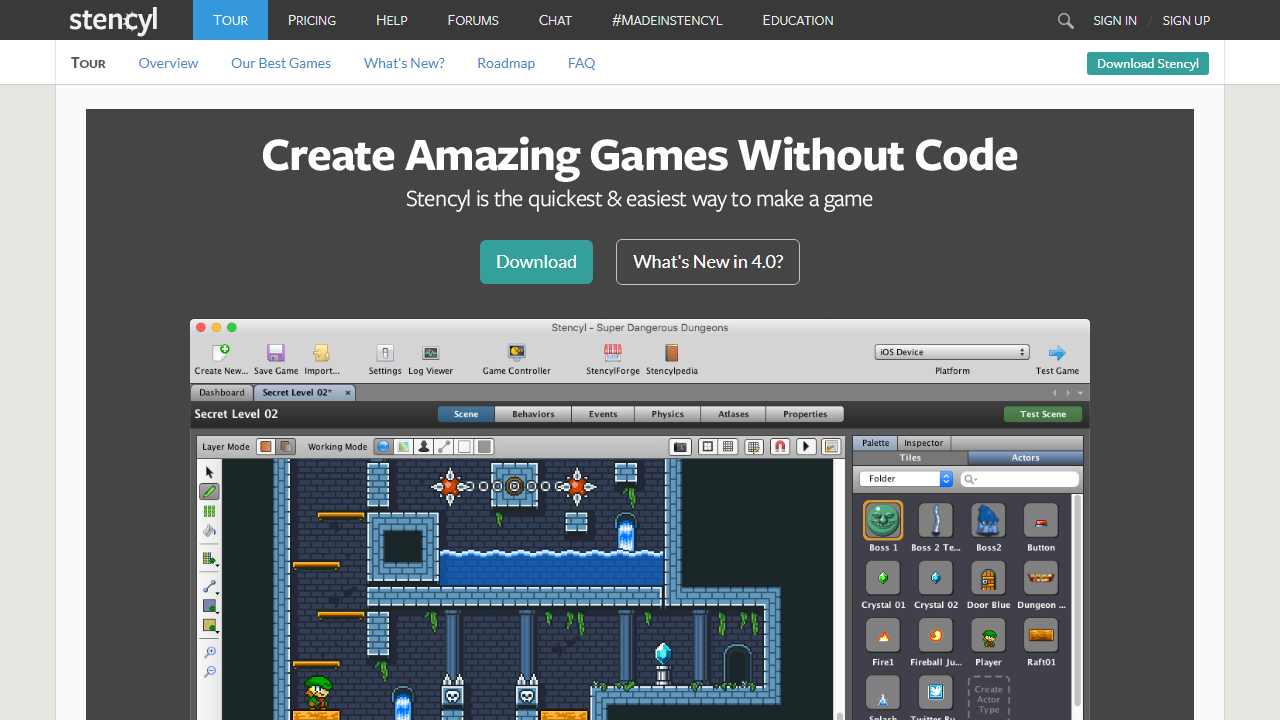 stencyl TOUR PRICING HELP FORUMS CHAT #MADEINSTENCYL EDUCATION SIGN IN / SIGN UP
TOUR Overview Our Best Games What's New? Roadmap FAQ Download Stencyl
Create Amazing Games Without Code
Stencyl is the quickest & easiest way to make a game
Download What's New in 4.0?
Stencyl - Super Dangerous Dungeons
iOS Device
Create New... Save Game Import... Settings Log Viewer Game Controller StencylForge Stencylpedia Platform Test Game
Dashboard Secret Level 02* ×
Secret Level 02 Scene Behaviors Events Physics Atlases Properties Test Scene
Layer Mode Working Mode Palette Inspector
Tiles Actors
Folder
Boss 1 Boss 2 Te... Boss2 Button
Crystal 01 Crystal 02 Door Blue Dungeon ...
Fire1 Fireball Ju... Player Raft01
Create
Actor
Type
Splash Twitter Bu...